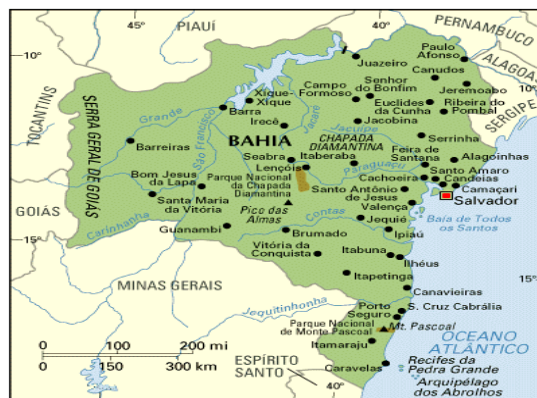 45°
40°
PIAUÍ
PERNAMBUCO
10°
Paulo
Afonso
ALAGOAS
Juazeiro
Canudos
10°
TOCANTINS
Xique-
Xique
Campo
Formoso
Senhor
do Bonfim
Jeremoabo
Grande
Barra
Euclides
da Cunha
Ribeira do
Pombal
SERGIPE
SERRA GERAL DE GOIÁS
São Francisco
Irecê
Jacaré
Jacobina
BAHIA
Jacuípe
Serrinha
CHAPADA
DIAMANTINA
Barreiras
Seabra
Itaberaba
Feira de
Santana
Alagoinhas
Lençóis
Paraguaçu
Santo Amaro
Bom Jesus
da Lapa
Parque Nacional
da Chapada
Diamantina
Cachoeira
Candeias
Camaçari
GOIÁS
Santo Antônio
de Jesus
Salvador
Santa Maria
da Vitória
Pico das
Almas
Valença
Baía de Todos
os Santos
Carinhanha
Contas
Jequié
Guanambi
Brumado
Ipiaú
15°
Vitória da
Conquista
Itabuna
Ilhéus
Itapetinga
15°
MINAS GERAIS
Canavieiras
Jequitinhonha
Porto
Seguro
S. Cruz Cabrália
Parque Nacional
de Monte Pascoal
Mt. Pascoal
OCEANO
ATLÂNTICO
0 100 200 mi
Itamaraju
0 150 300 km
ESPÍRITO
SANTO
Caravelas
Recifes da
Pedra Grande
40°
Arquipélago
dos Abrolhos